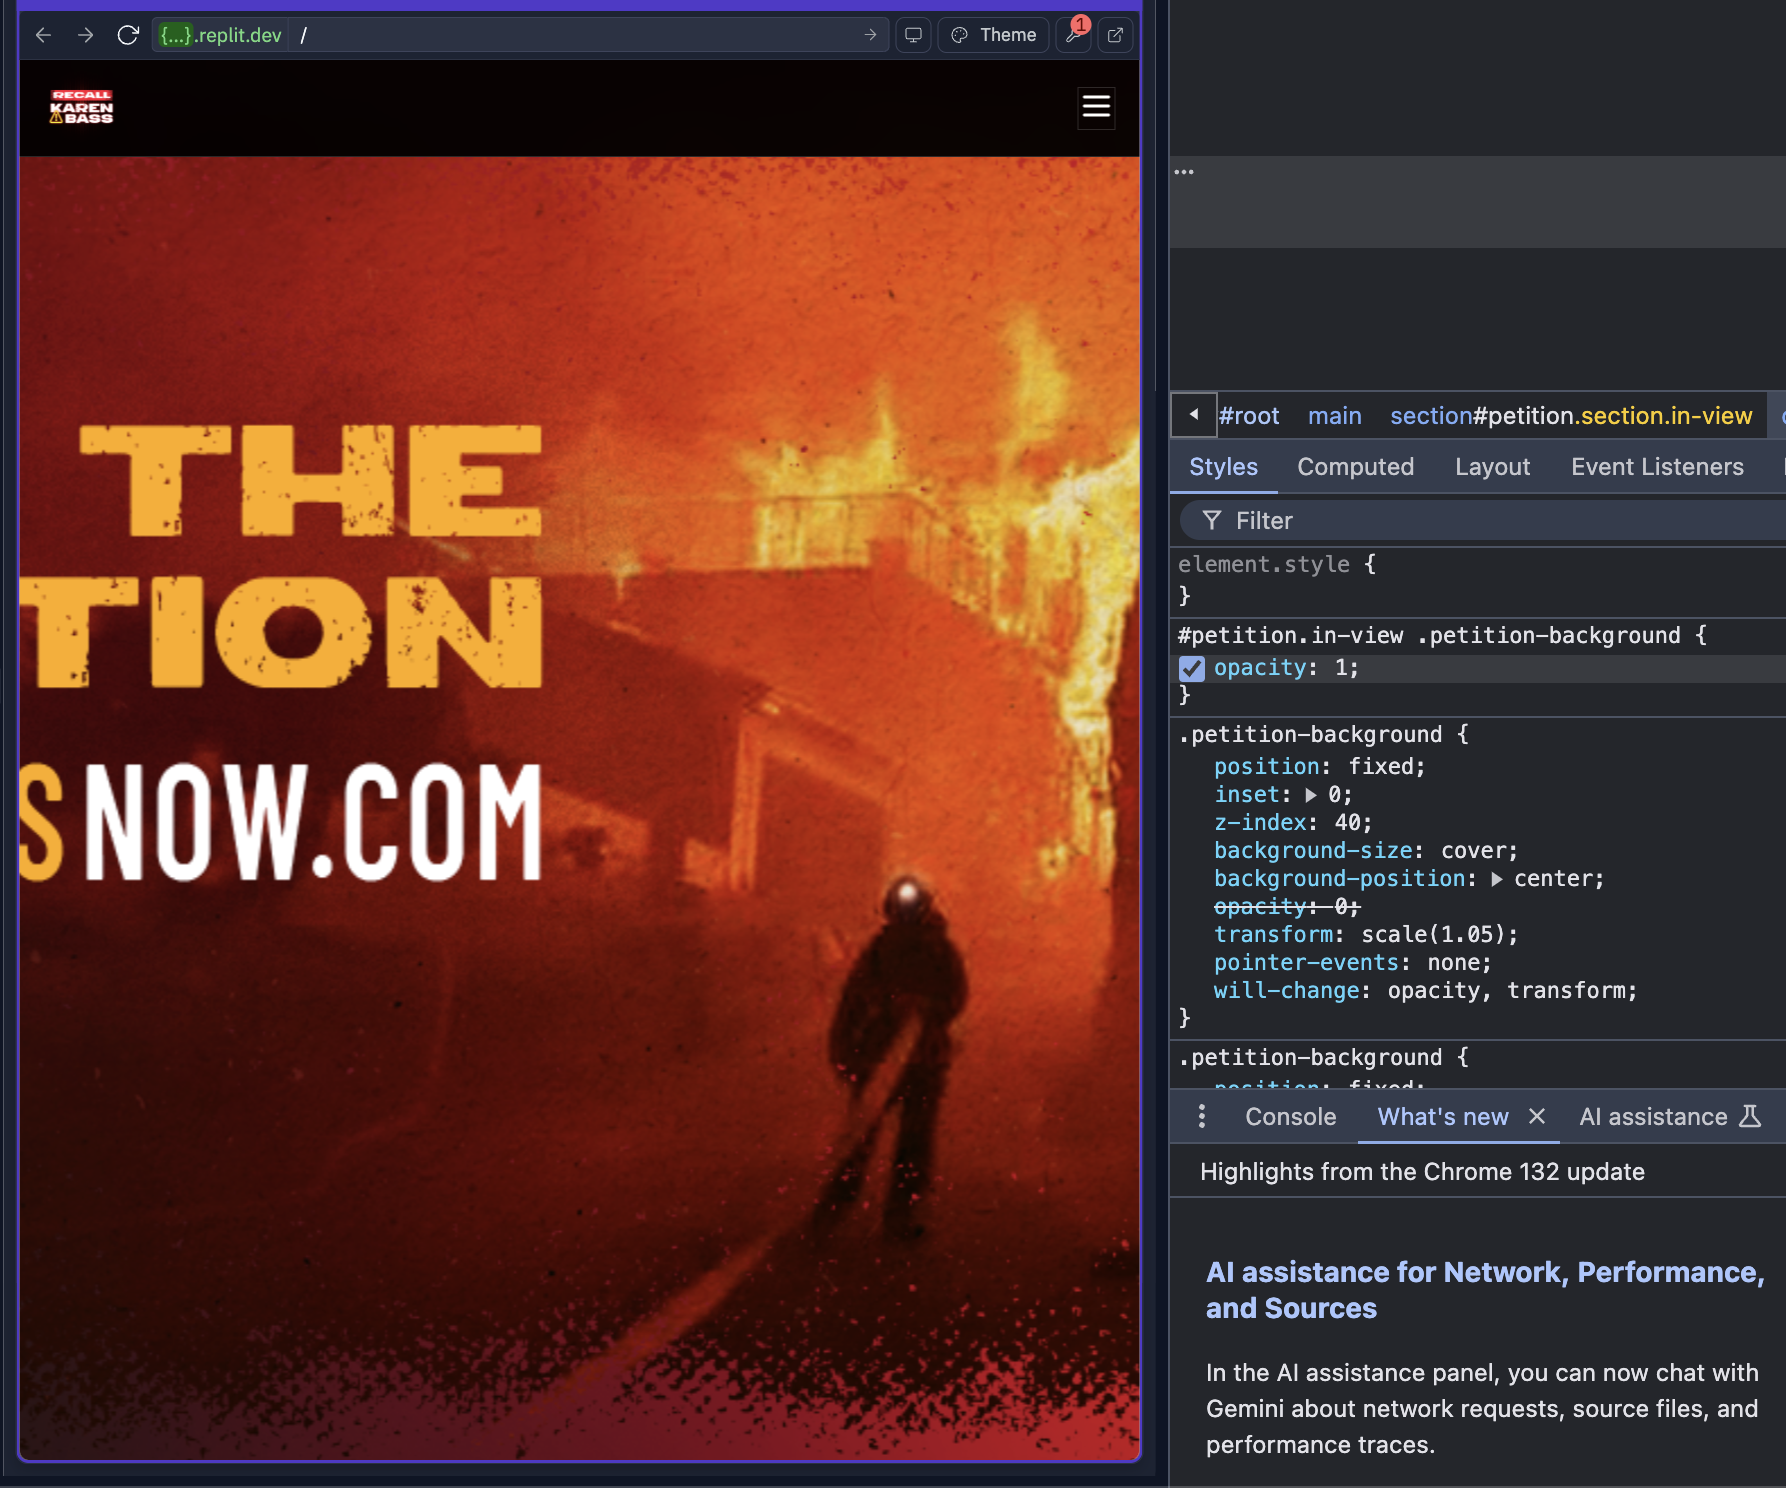 {...}.replit.dev /
Theme
1
RECALL
KAREN
BASS
THE
TION
SNOW.COM
...
#root main section#petition.section.in-view
Styles Computed Layout Event Listeners
Filter
element.style {
}
#petition.in-view .petition-background {
opacity: 1;
}
.petition-background {
position: fixed;
inset: 0;
z-index: 40;
background-size: cover;
background-position: center;
opacity: 0;
transform: scale(1.05);
pointer-events: none;
will-change: opacity, transform;
}
.petition-background {
position: fixed;
Console What's new AI assistance
Highlights from the Chrome 132 update
AI assistance for Network, Performance,
and Sources
In the AI assistance panel, you can now chat with
Gemini about network requests, source files, and
performance traces.